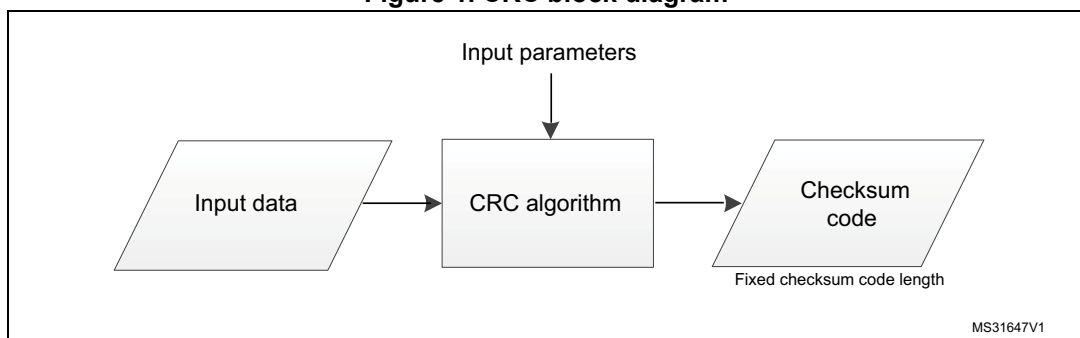 Figure 1. CRC block diagram
Input parameters
Input data
CRC algorithm
Checksum
code
Fixed checksum code length
MS31647V1